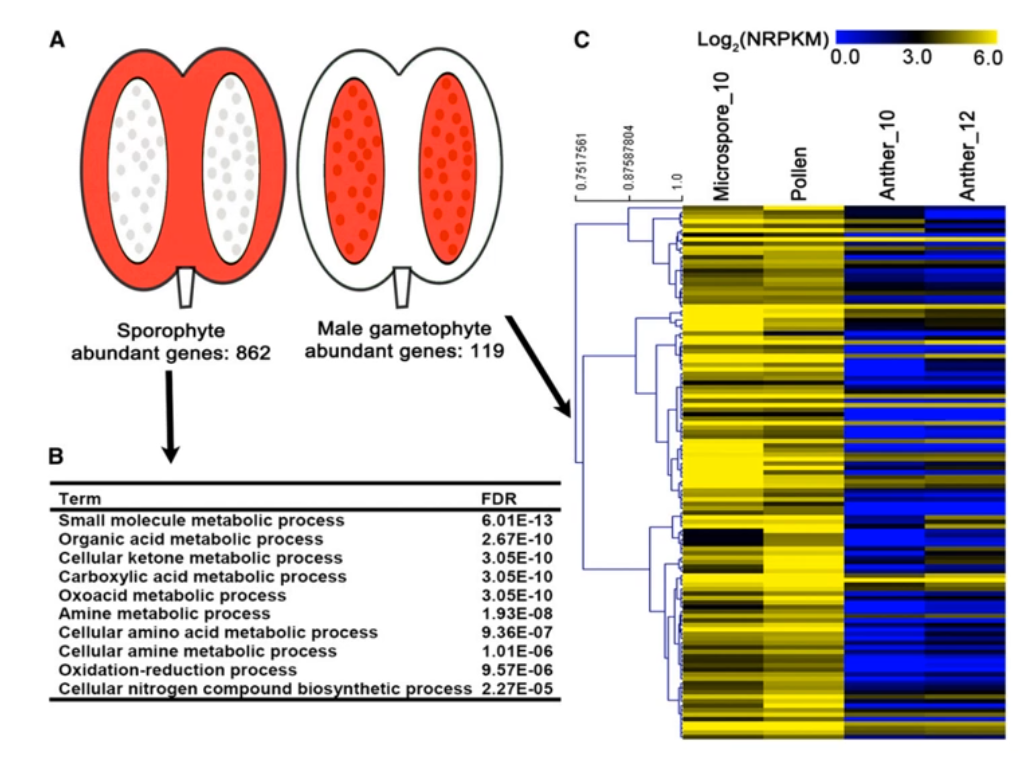 A
Sporophyte
abundant genes: 862
Male gametophyte
abundant genes: 119
B
Term FDR
Small molecule metabolic process 6.01E-13
Organic acid metabolic process 2.67E-10
Cellular ketone metabolic process 3.05E-10
Carboxylic acid metabolic process 3.05E-10
Oxoacid metabolic process 3.05E-10
Amine metabolic process 1.93E-08
Cellular amino acid metabolic process 9.36E-07
Cellular amine metabolic process 1.01E-06
Oxidation-reduction process 9.57E-06
Cellular nitrogen compound biosynthetic process 2.27E-05
C
Log₂(NRPKM)
0.0 3.0 6.0
0.7517561
0.87587804
1.0
Microspore_10
Pollen
Anther_10
Anther_12